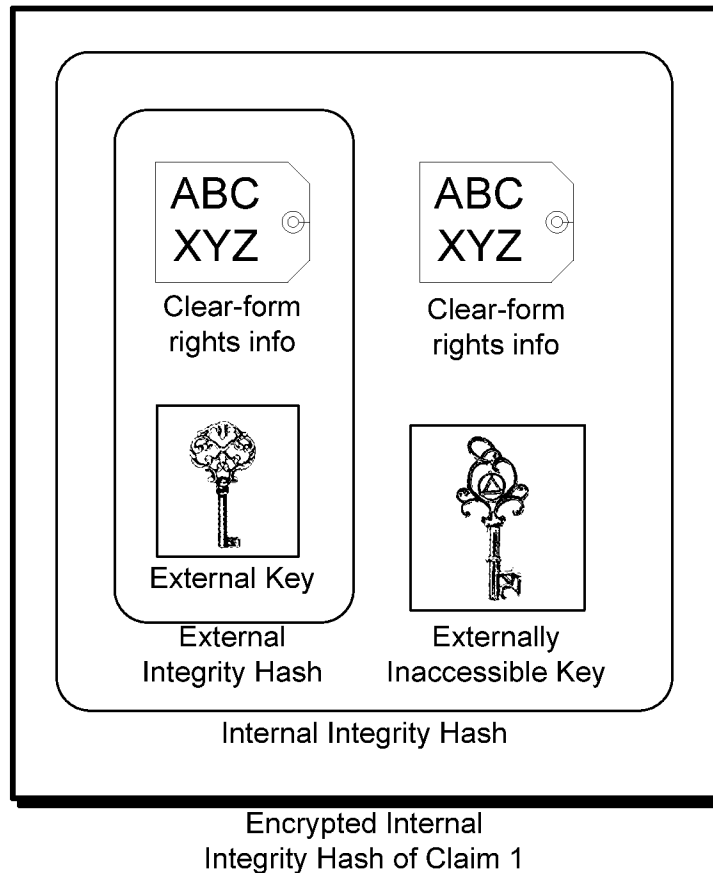 ABC
XYZ
Clear-form
rights info
External Key
External
Integrity Hash
ABC
XYZ
Clear-form
rights info
Externally
Inaccessible Key
Internal Integrity Hash
Encrypted Internal
Integrity Hash of Claim 1